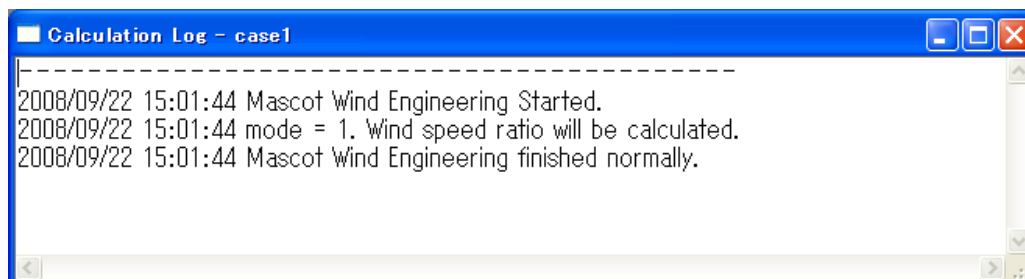 Calculation Log - case1
-------------------------------------------
2008/09/22 15:01:44 Mascot Wind Engineering Started.
2008/09/22 15:01:44 mode = 1. Wind speed ratio will be calculated.
2008/09/22 15:01:44 Mascot Wind Engineering finished normally.